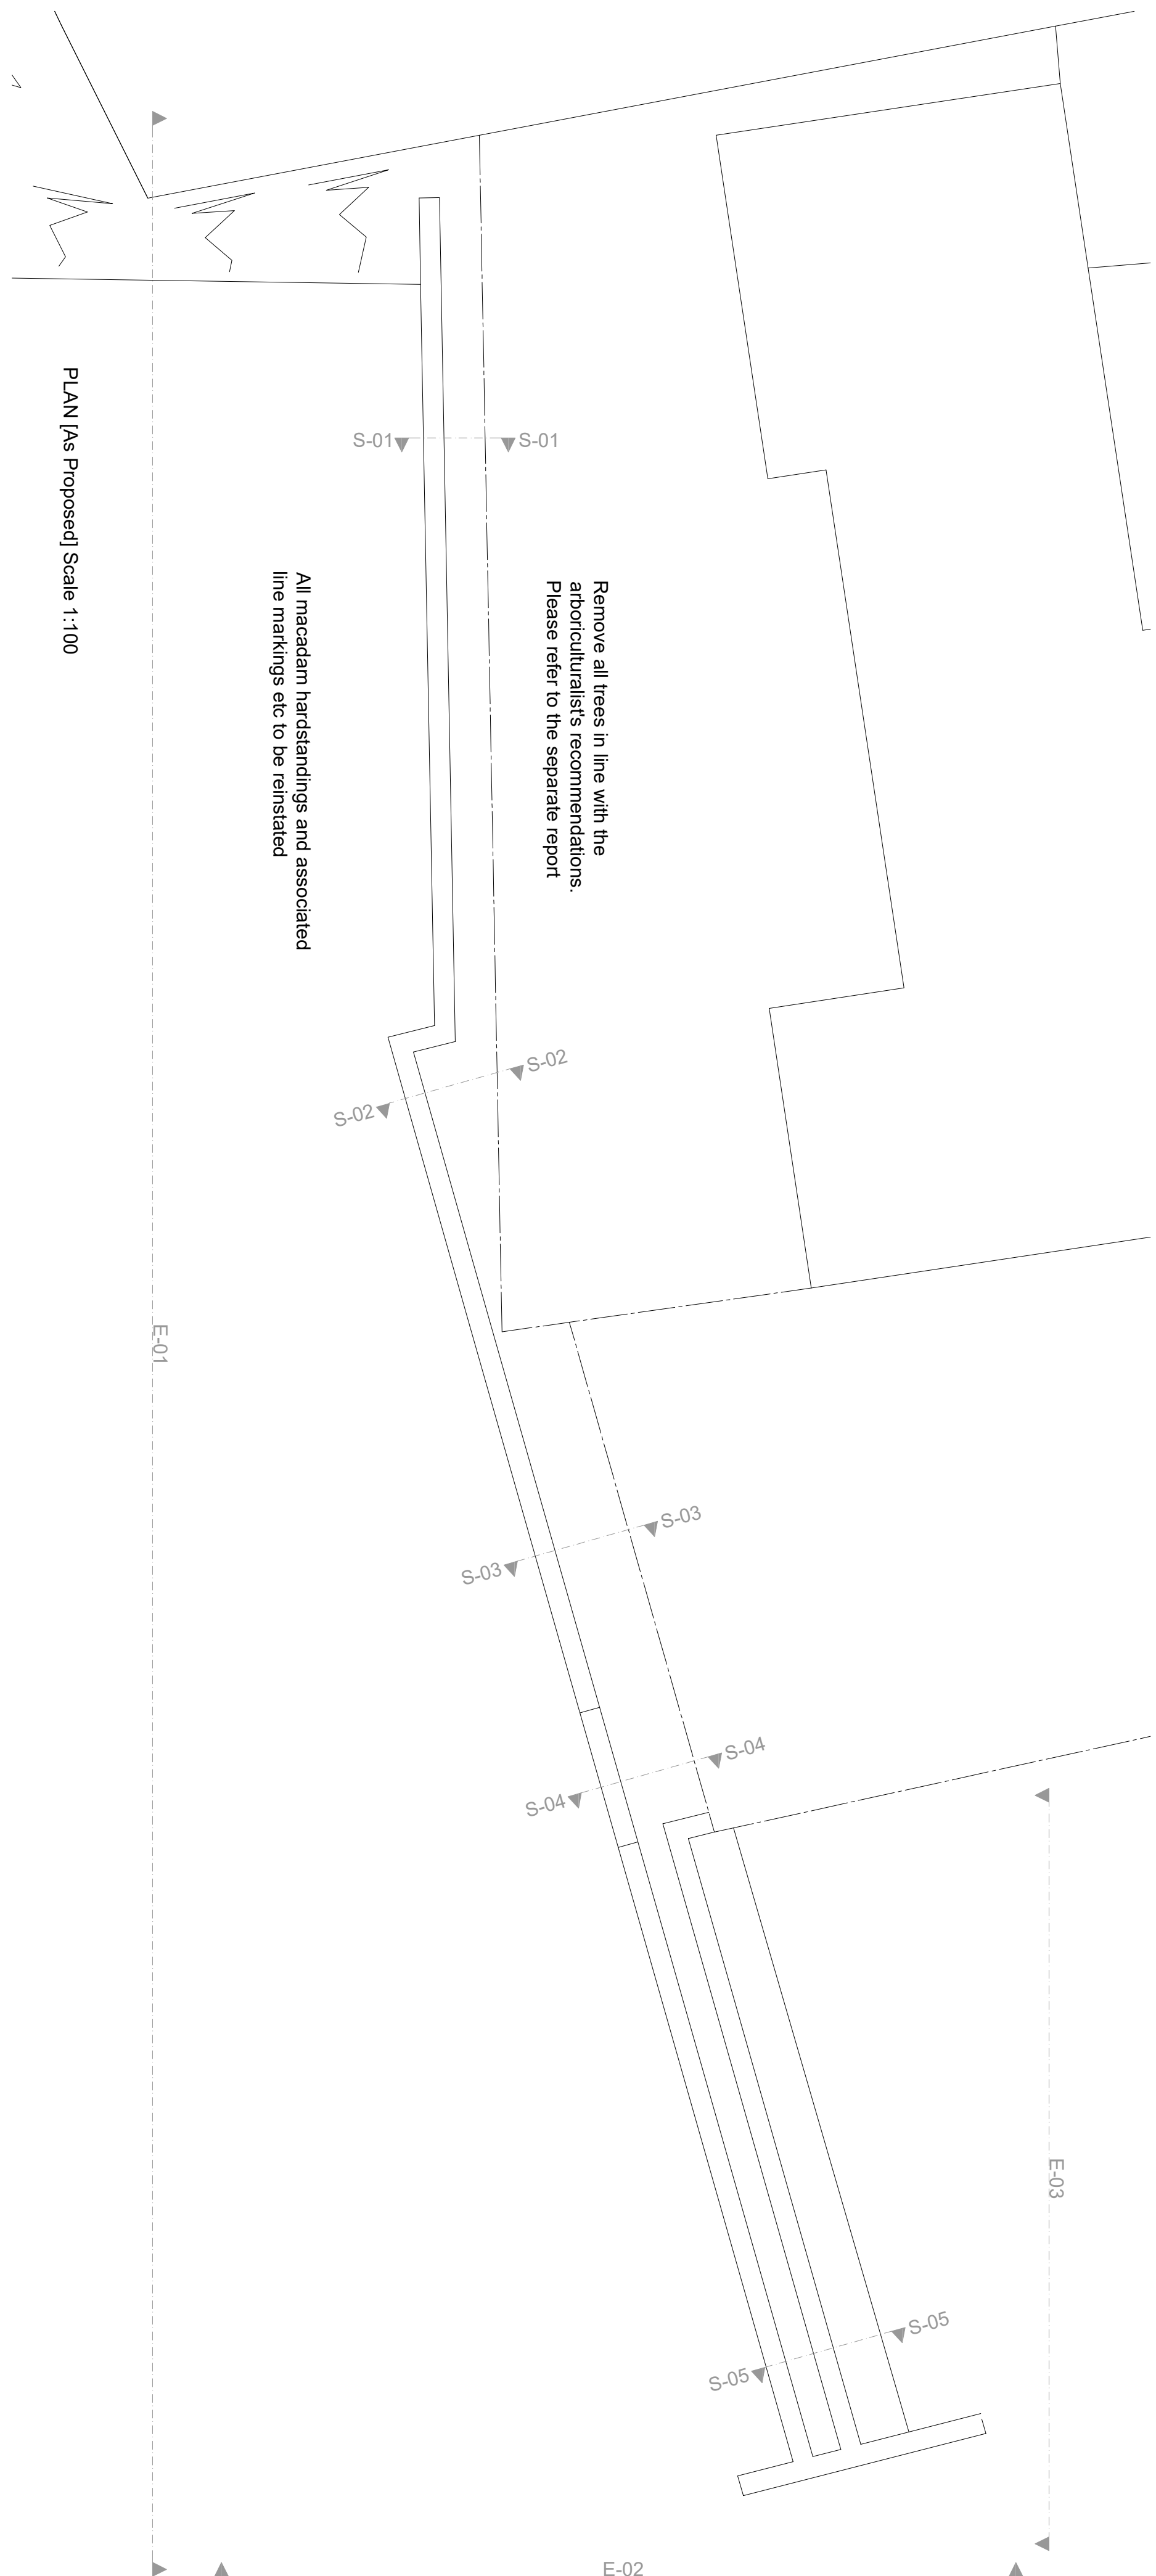 PLAN [As Proposed] Scale 1:100
All macadam hardstandings and associated
line markings etc to be reinstated
Remove all trees in line with the
arboriculturalist's recommendations.
Please refer to the separate report
S-01
S-01
S-02
S-02
E-01
S-03
S-03
S-04
S-04
E-03
S-05
S-05
E-02